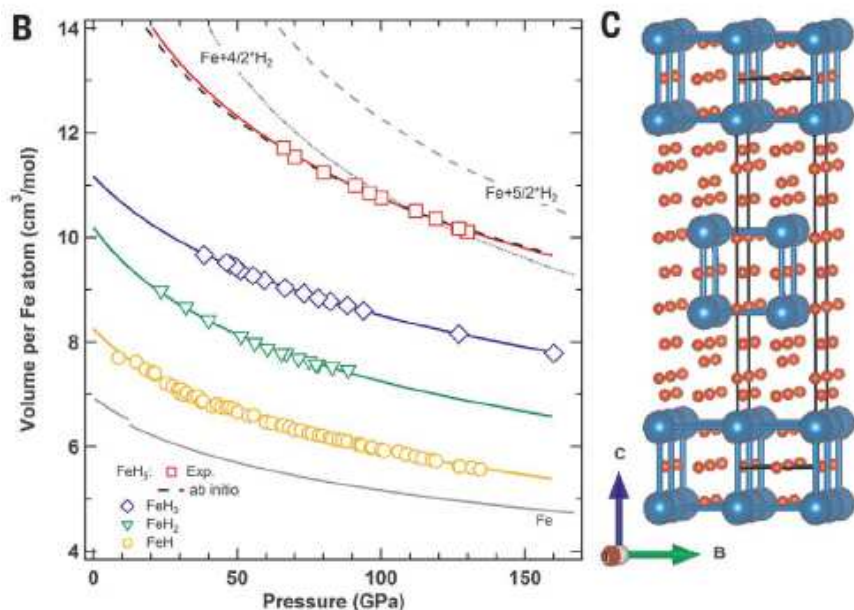 B
C
14
12
10
8
6
4
Volume per Fe atom (cm³/mol)
Fe+4/2*H₂
Fe+5/2*H₂
FeH₅: Exp.
ab initio
FeH₃
FeH₂
FeH
Fe
0
50
100
150
Pressure (GPa)
C
B